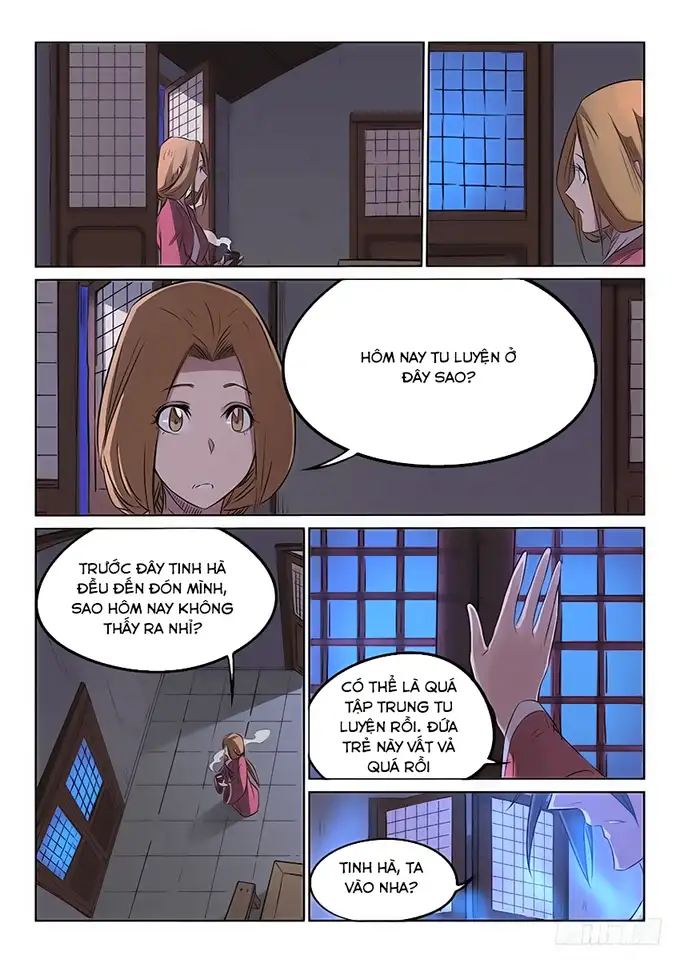 HÔM NAY TU LUYỆN Ở
ĐÂY SAO?
TRƯỚC ĐÂY TINH HÀ
ĐỀU ĐẾN ĐÓN MÌNH,
SAO HÔM NAY KHÔNG
THẤY RA NHỈ?
CÓ THỂ LÀ QUÁ
TẬP TRUNG TU
LUYỆN RỒI. ĐỨA
TRẺ NÀY VẤT VẢ
QUÁ RỒI
TINH HÀ, TA
VÀO NHA?